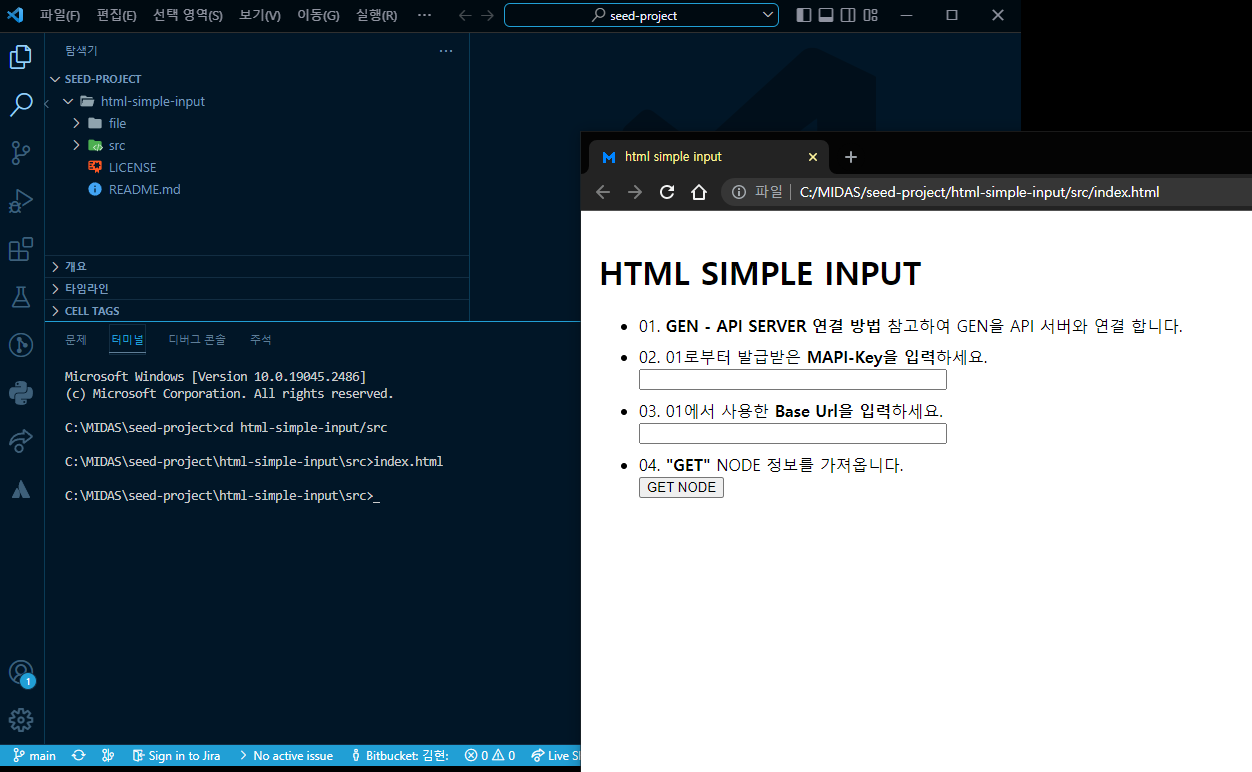 파일(F) 편집(E) 선택 영역(S) 보기(V) 이동(G) 실행(R) ··· seed-project
탐색기 ···
SEED-PROJECT
html-simple-input
file
src
LICENSE
README.md
개요
타임라인
CELL TAGS
문제 터미널 디버그 콘솔 주석
Microsoft Windows [Version 10.0.19045.2486]
(c) Microsoft Corporation. All rights reserved.
C:\MIDAS\seed-project>cd html-simple-input/src
C:\MIDAS\seed-project\html-simple-input\src>index.html
C:\MIDAS\seed-project\html-simple-input\src>_
1
main Sign in to Jira No active issue Bitbucket: 김현: 0 0 Live S
html simple input
파일 C:/MIDAS/seed-project/html-simple-input/src/index.html
HTML SIMPLE INPUT
01. GEN - API SERVER 연결 방법 참고하여 GEN을 API 서버와 연결 합니다.
02. 01로부터 발급받은 MAPI-Key을 입력하세요.
03. 01에서 사용한 Base Url을 입력하세요.
04. "GET" NODE 정보를 가져옵니다.
GET NODE